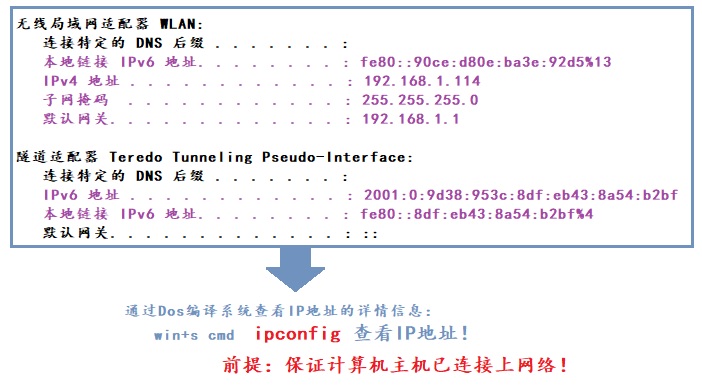 无线局域网适配器 WLAN:
连接特定的 DNS 后缀 . . . . . . . :
本地链接 IPv6 地址. . . . . . . . : fe80::90ce:d80e:ba3e:92d5%13
IPv4 地址 . . . . . . . . . . . . : 192.168.1.114
子网掩码 . . . . . . . . . . . . : 255.255.255.0
默认网关. . . . . . . . . . . . . : 192.168.1.1
隧道适配器 Teredo Tunneling Pseudo-Interface:
连接特定的 DNS 后缀 . . . . . . . :
IPv6 地址 . . . . . . . . . . . . : 2001:0:9d38:953c:8df:eb43:8a54:b2bf
本地链接 IPv6 地址. . . . . . . . : fe80::8df:eb43:8a54:b2bf%4
默认网关. . . . . . . . . . . . . : ::
通过Dos编译系统查看IP地址的详情信息:
win+s cmd ipconfig 查看IP地址!
前提: 保证计算机主机已连接上网络!